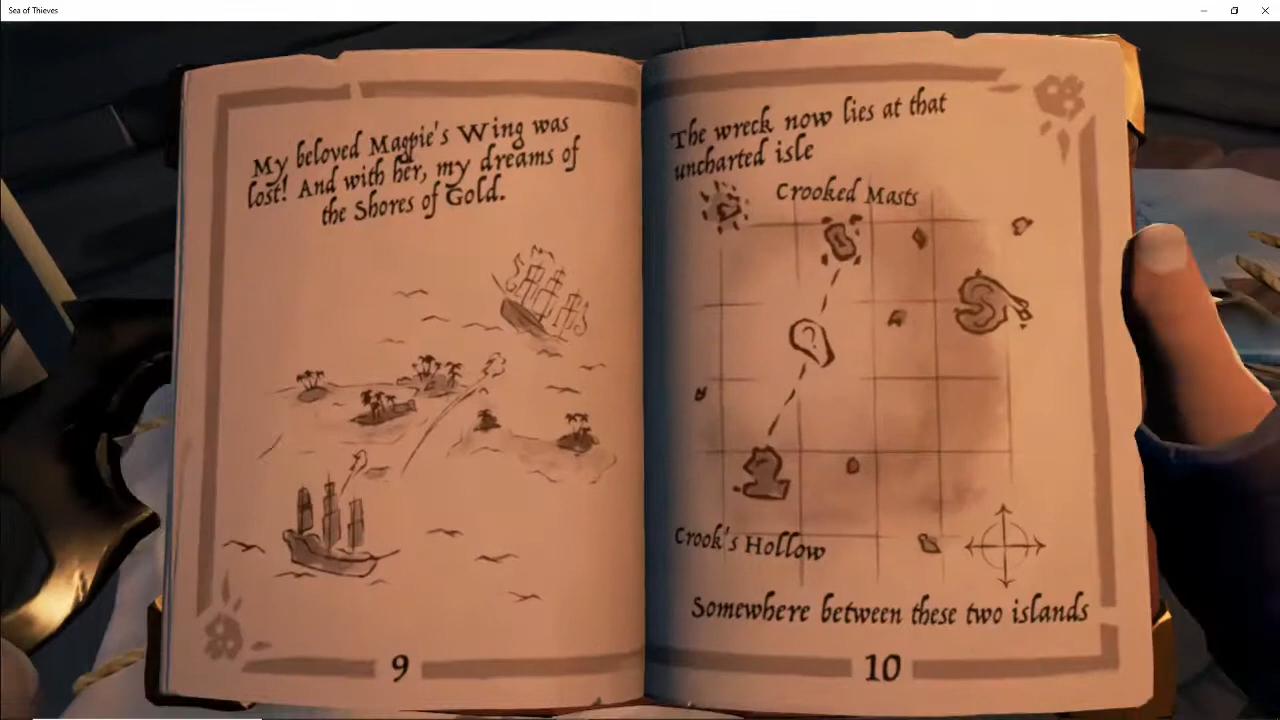 Sea of Thieves
My beloved Magpie's Wing was
lost! And with her, my dreams of
the Shores of Gold.
9
The wreck now lies at that
uncharted isle
Crooked Masts
?
Crook's Hollow
Somewhere between these two islands
10